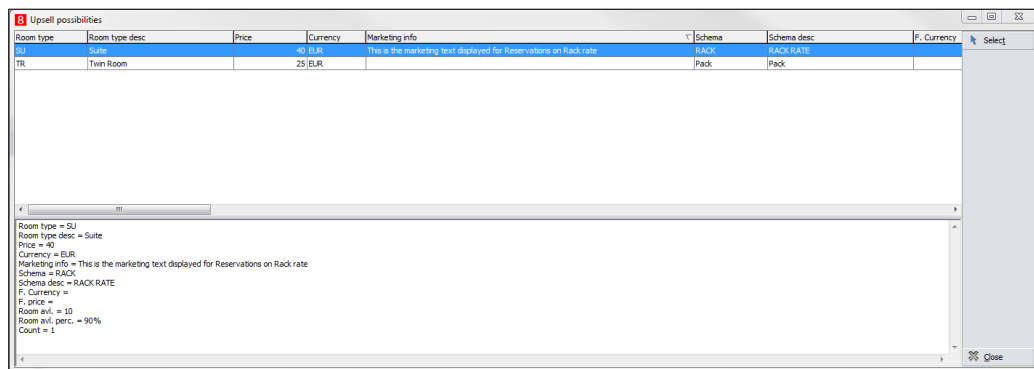 8 Upsell possibilities
Room type Room type desc Price Currency Marketing info Schema Schema desc F. Currency
SU Suite 40 EUR This is the marketing text displayed for Reservations on Rack rate RACK RACK RATE
TR Twin Room 25 EUR Pack Pack
Select
Room type = SU
Room type desc = Suite
Price = 40
Currency = EUR
Marketing info = This is the marketing text displayed for Reservations on Rack rate
Schema = RACK
Schema desc = RACK RATE
F. Currency =
F. price =
Room avl. = 10
Room avl. perc. = 90%
Count = 1
Close